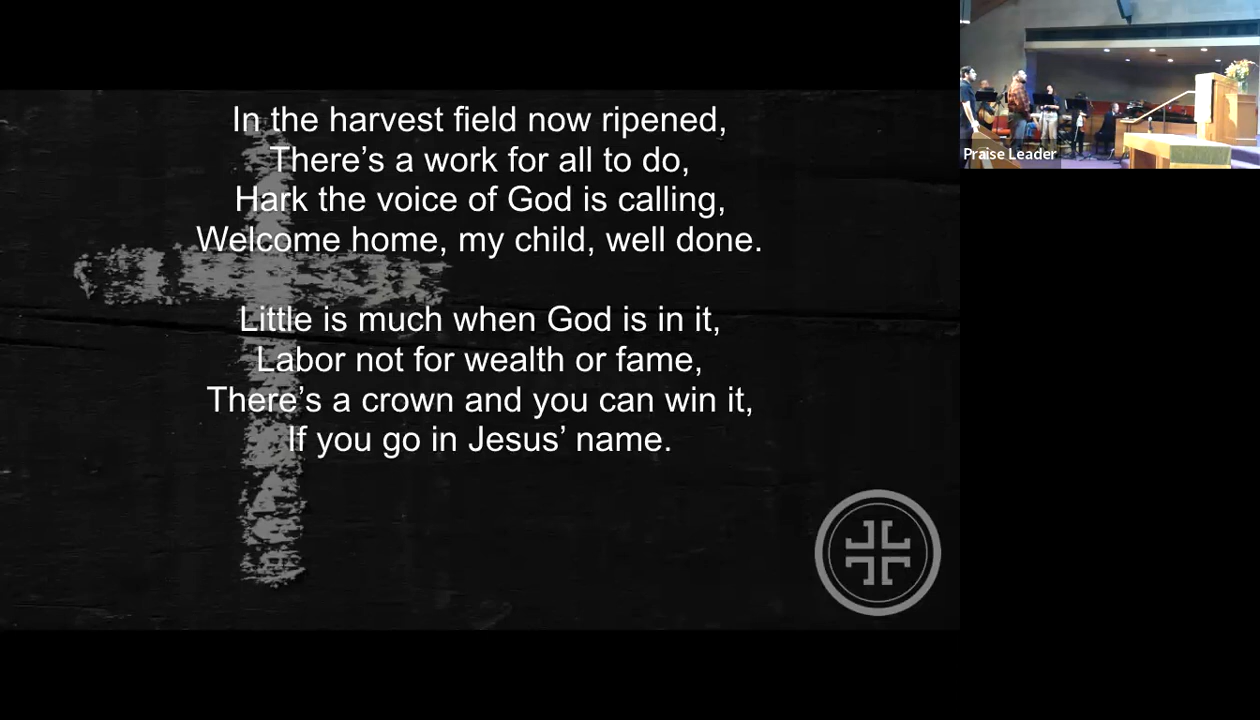 In the harvest field now ripened,
There’s a work for all to do,
Hark the voice of God is calling,
Welcome home, my child, well done.
Little is much when God is in it,
Labor not for wealth or fame,
There’s a crown and you can win it,
If you go in Jesus’ name.
Praise Leader